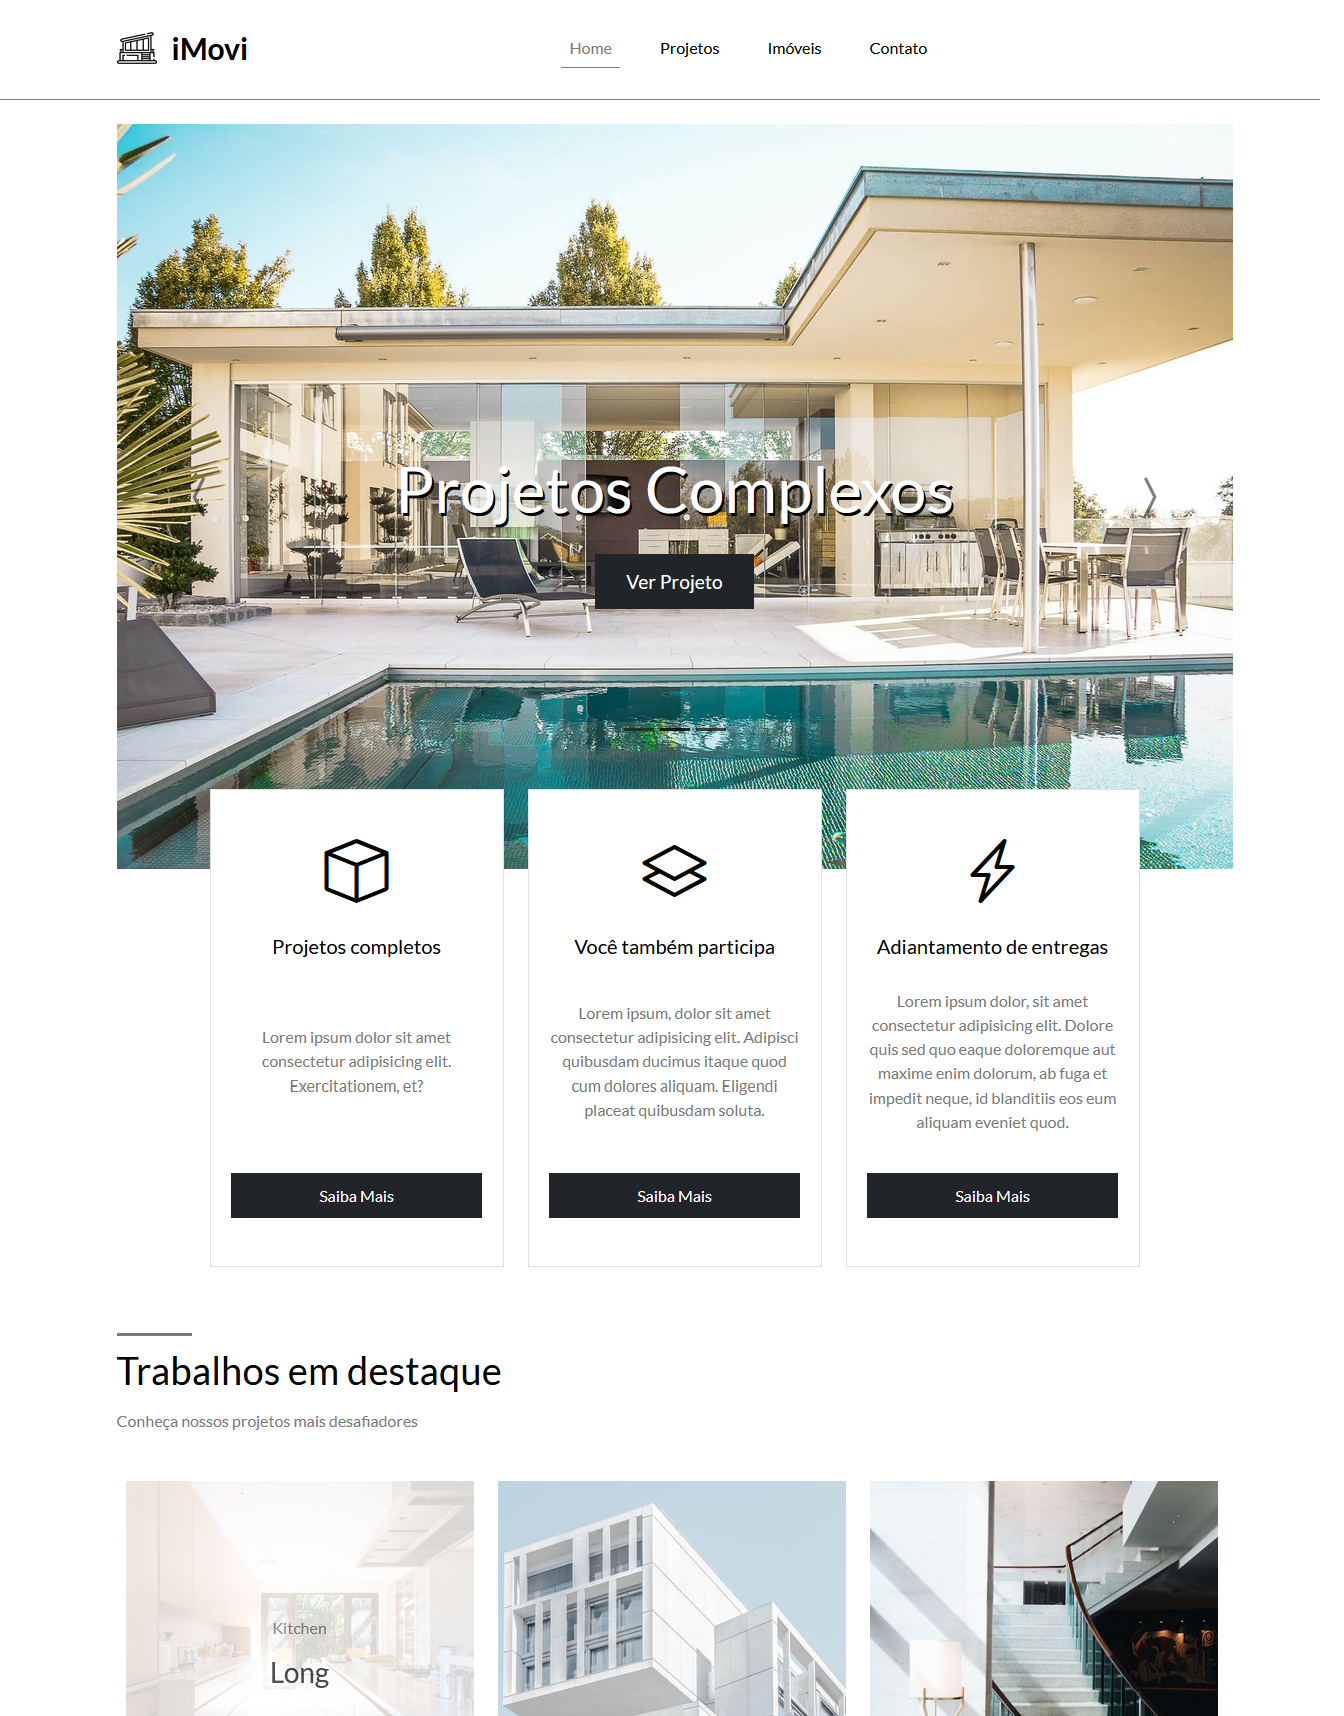 iMovi
Home
Projetos
Imóveis
Contato
Projetos Complexos
Ver Projeto
Projetos completos
Lorem ipsum dolor sit amet
consectetur adipisicing elit.
Exercitationem, et?
Saiba Mais
Você também participa
Lorem ipsum, dolor sit amet
consectetur adipisicing elit. Adipisci
quibusdam ducimus itaque quod
cum dolores aliquam. Eligendi
placeat quibusdam soluta.
Saiba Mais
Adiantamento de entregas
Lorem ipsum dolor, sit amet
consectetur adipisicing elit. Dolore
quis sed quo eaque doloremque aut
maxime enim dolorum, ab fuga et
impedit neque, id blanditiis eos eum
aliquam eveniet quod.
Saiba Mais
Trabalhos em destaque
Conheça nossos projetos mais desafiadores
Kitchen
Long